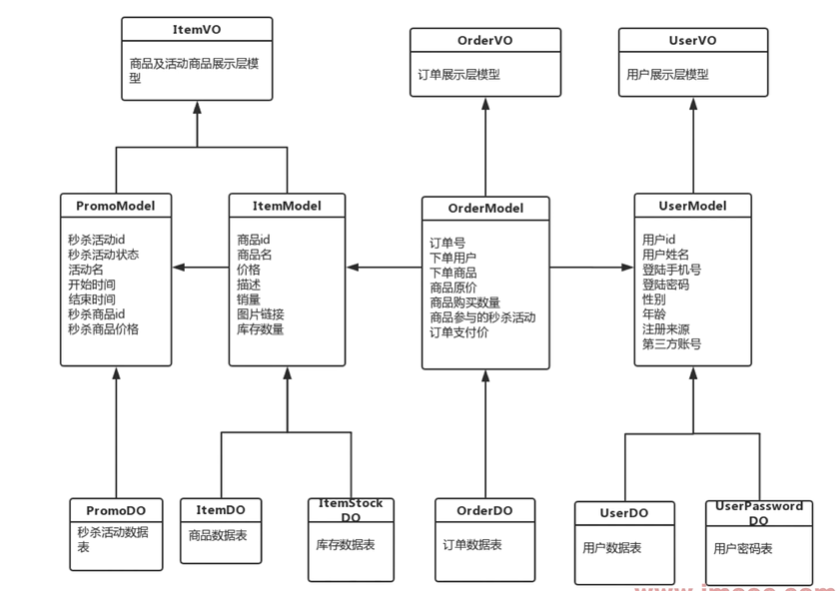 ItemVO
商品及活动商品展示层模
型
OrderVO
订单展示层模型
UserVO
用户展示层模型
PromoModel
秒杀活动id
秒杀活动状态
活动名
开始时间
结束时间
秒杀商品id
秒杀商品价格
ItemModel
商品id
商品名
价格
描述
销量
图片链接
库存数量
OrderModel
订单号
下单用户
下单商品
商品原价
商品购买数量
商品参与的秒杀活动
订单支付价
UserModel
用户id
用户姓名
登陆手机号
登陆密码
性别
年龄
注册来源
第三方账号
PromoDO
秒杀活动数据
表
ItemDO
商品数据表
ItemStock
DO
库存数据表
OrderDO
订单数据表
UserDO
用户数据表
UserPassword
DO
用户密码表